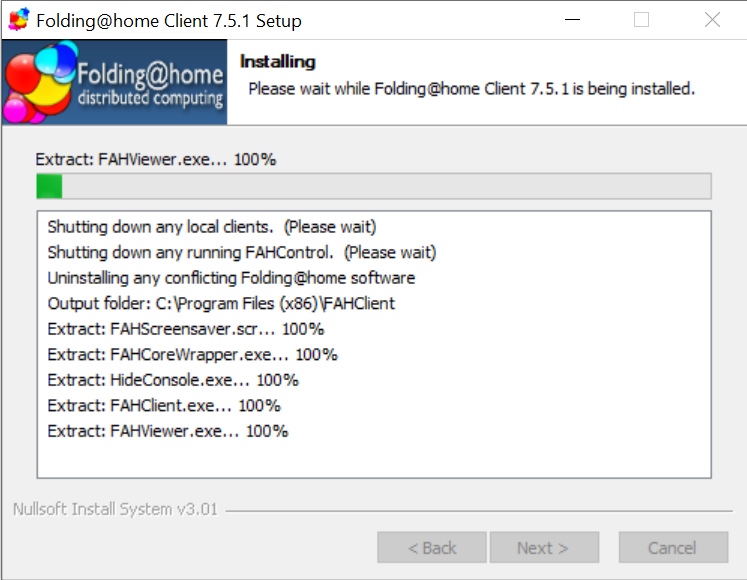 Folding@home Client 7.5.1 Setup
Folding@home
distributed computing
Installing
Please wait while Folding@home Client 7.5.1 is being installed.
Extract: FAHViewer.exe... 100%
Shutting down any local clients.  (Please wait)
Shutting down any running FAHControl.  (Please wait)
Uninstalling any conflicting Folding@home software
Output folder: C:\Program Files (x86)\FAHClient
Extract: FAHScreensaver.scr... 100%
Extract: FAHCoreWrapper.exe... 100%
Extract: HideConsole.exe... 100%
Extract: FAHClient.exe... 100%
Extract: FAHViewer.exe... 100%
Nullsoft Install System v3.01
< Back Next > Cancel